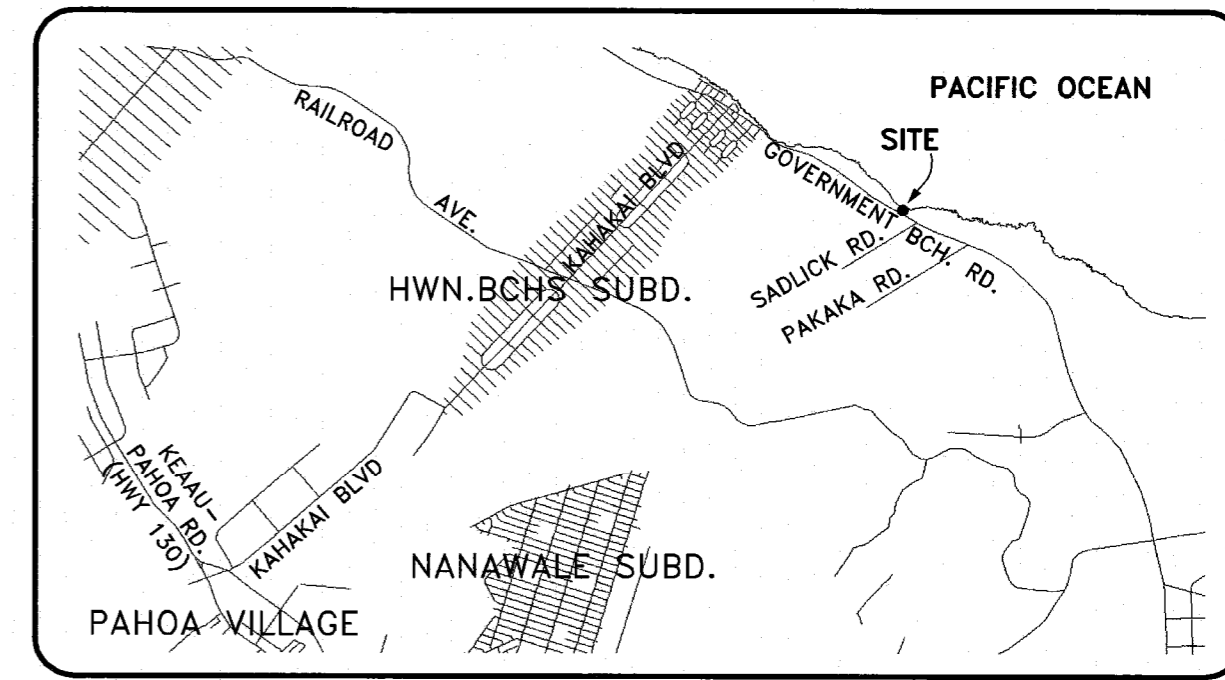 PACIFIC OCEAN
SITE
RAILROAD
AVE.
KAHAKAI BLVD
GOVERNMENT BCH. RD.
SADLICK RD.
PAKAKA RD.
HWN.BCHS SUBD.
KEAAU-
PAHOA RD.
(HWY 130)
KAHAKAI BLVD
NANAWALE SUBD.
PAHOA VILLAGE